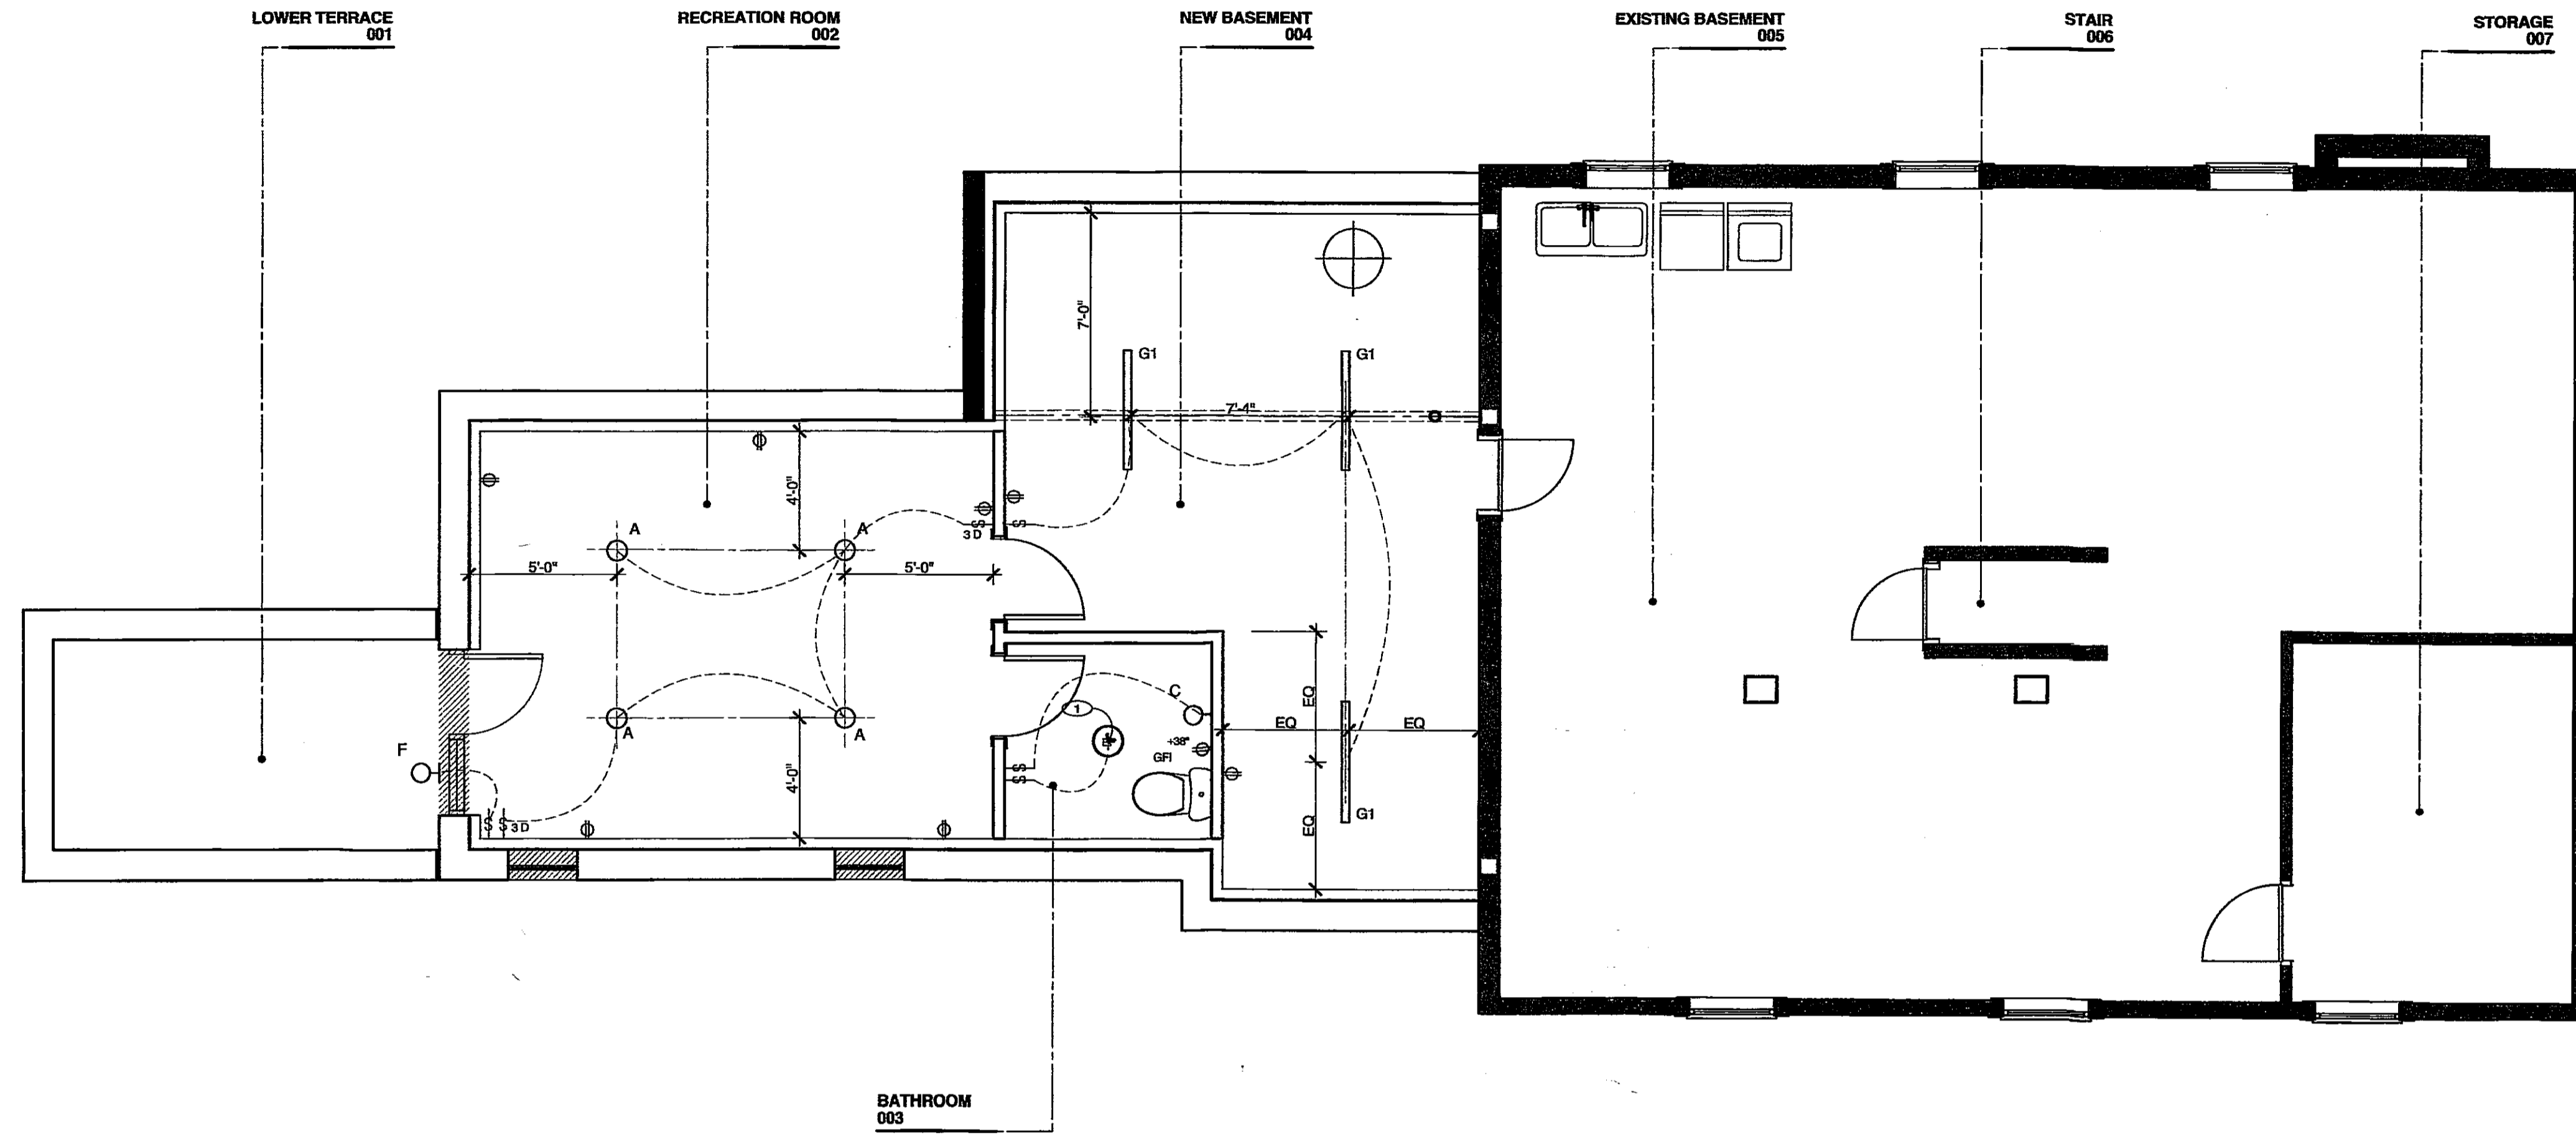 LOWER TERRACE
001
RECREATION ROOM
002
NEW BASEMENT
004
EXISTING BASEMENT
005
STAIR
006
STORAGE
007
7'-0"
G1
G1
7'-4"
4'-0"
A
A
S
3 D
S
5'-0"
5'-0"
C
1
EQ
EQ
EQ
A
A
+38"
GFI
F
S
S
4'-0"
S S 3 D
EQ
G1
BATHROOM
003